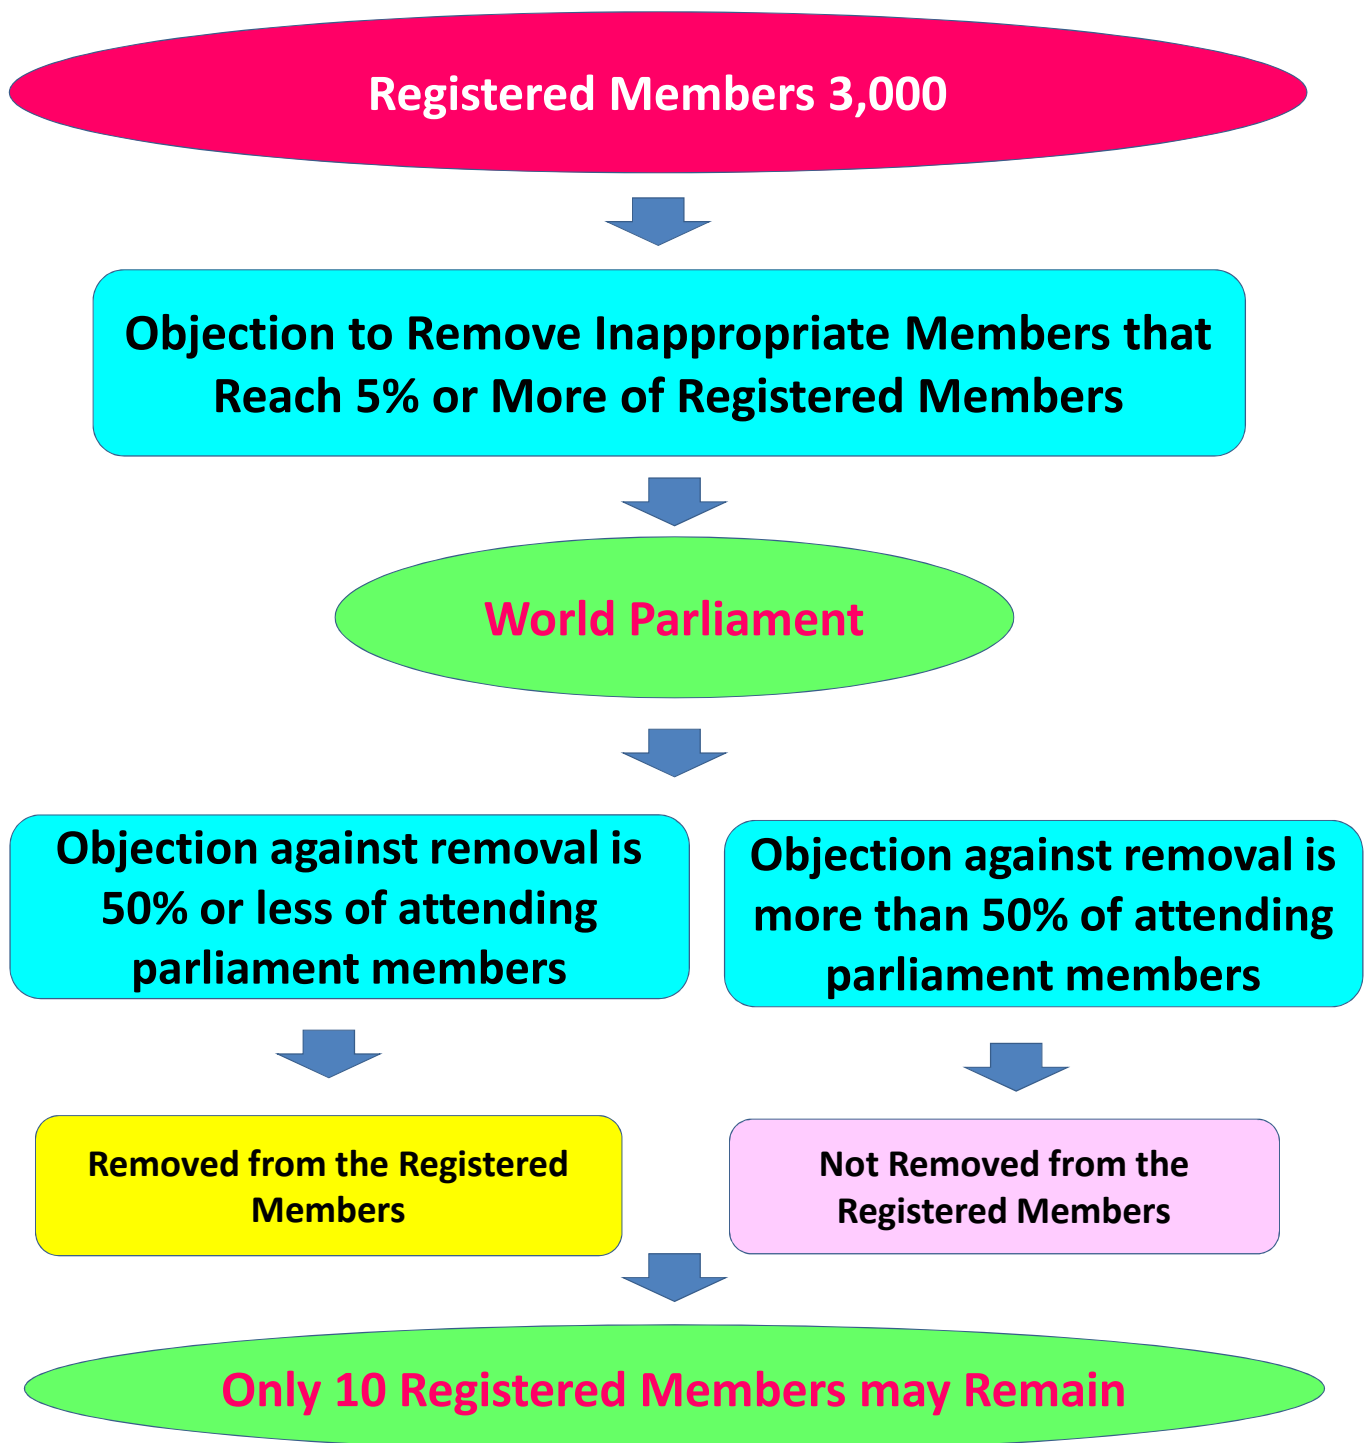 Registered Members 3,000
Objection to Remove Inappropriate Members that
Reach 5% or More of Registered Members
World Parliament
Objection against removal is
50% or less of attending
parliament members
Objection against removal is
more than 50% of attending
parliament members
Removed from the Registered
Members
Not Removed from the
Registered Members
Only 10 Registered Members may Remain